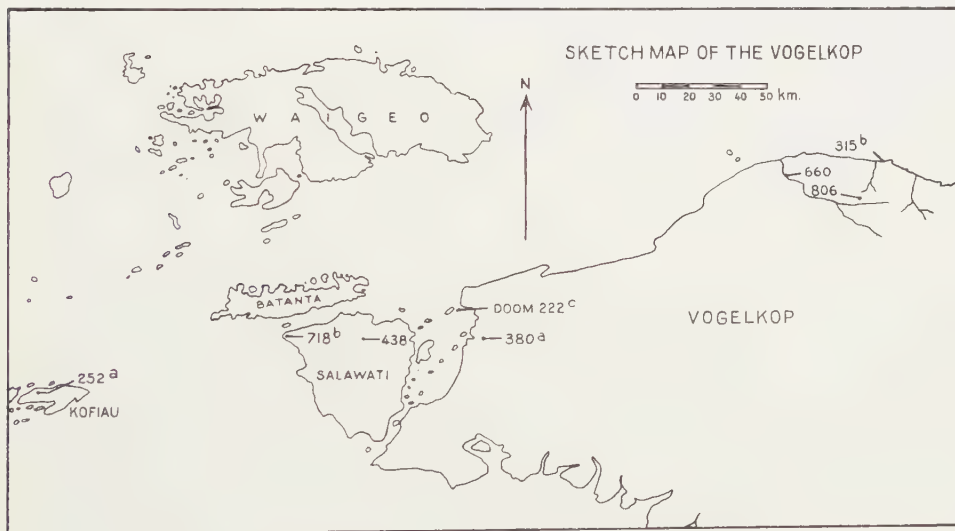 SKETCH MAP OF THE VOGELKOP
N
0 10 20 30 40 50 km.
WAIGEO
315b
660
806
BATANTA
DOOM 222c
VOGELKOP
718b
438
380a
SALAWATI
252a
KOFIAU